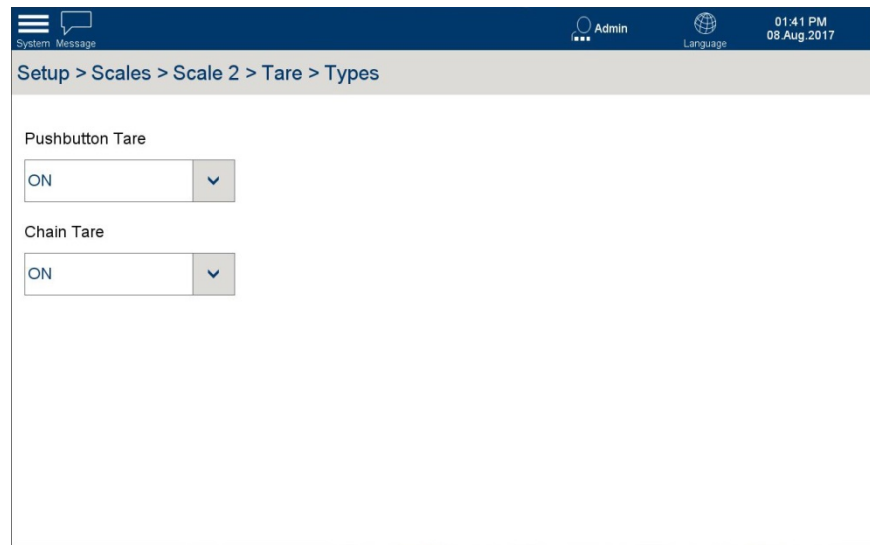 System Message
Admin
Language
01:41 PM
08.Aug.2017
Setup > Scales > Scale 2 > Tare > Types
Pushbutton Tare
ON
Chain Tare
ON